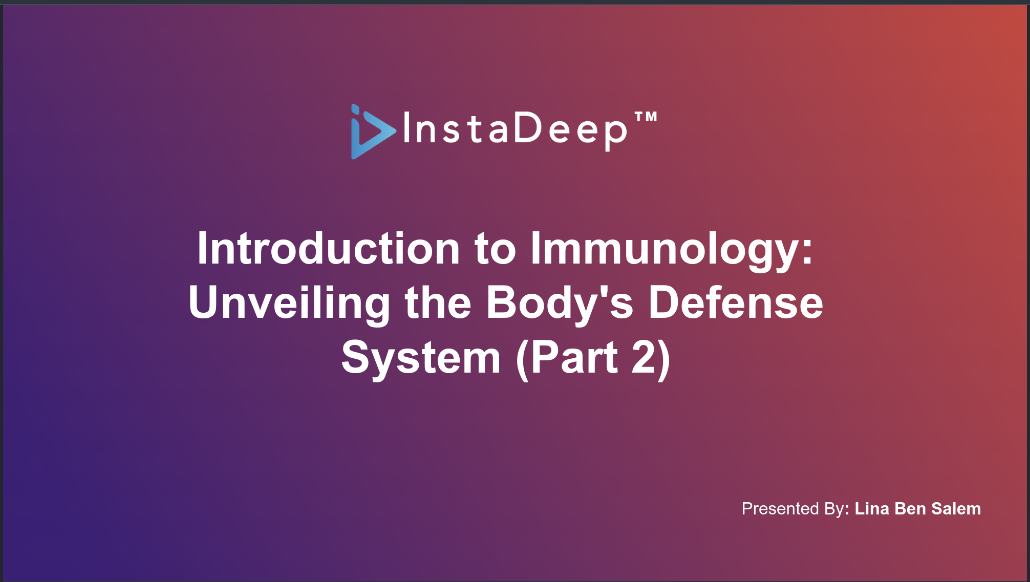 InstaDeep™
Introduction to Immunology:
Unveiling the Body's Defense
System (Part 2)
Presented By: Lina Ben Salem